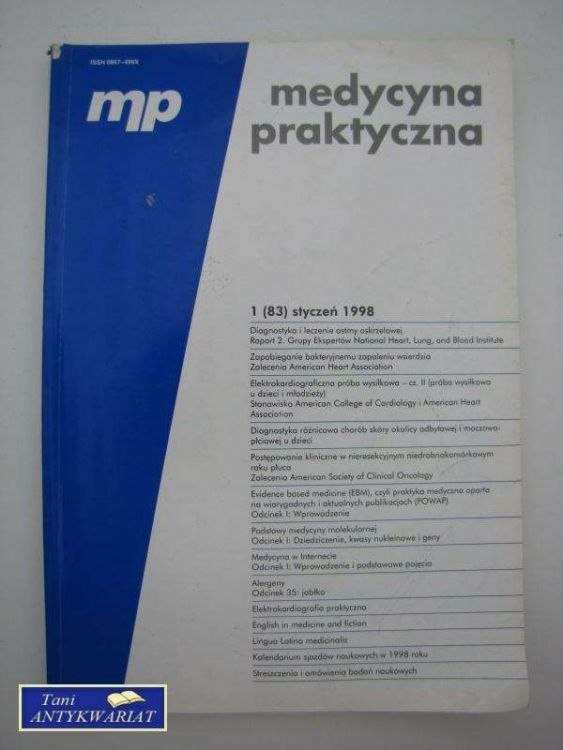 ISSN 0867-499X
mp
medycyna
praktyczna
1 (83) styczeń 1998
Diagnostyka i leczenie astmy oskrzelowej
Raport 2. Grupy Ekspertów National Heart, Lung, and Blood Institute
Zapobieganie bakteryjnemu zapaleniu wsierdzia
Zalecenia American Heart Association
Elektrokardiograficzna próba wysiłkowa – cz. II (próba wysiłkowa
u dzieci i młodzieży)
Stanowisko American College of Cardiology i American Heart
Association
Diagnostyka różnicowa chorób skóry okolicy odbytowej i moczowo-
płciowej u dzieci
Postępowanie kliniczne w nieresekcyjnym niedrobnokomórkowym
raku płuca
Zalecenia American Society of Clinical Oncology
Evidence based medicine (EBM), czyli praktyka medyczna oparta
na wiarygodnych i aktualnych publikacjach (POWAP)
Odcinek I: Wprowadzenie
Podstawy medycyny molekularnej
Odcinek I: Dziedziczenie, kwasy nukleinowe i geny
Medycyna w Internecie
Odcinek I: Wprowadzenie i podstawowe pojęcia
Alergeny
Odcinek 35: jabłko
Elektrokardiografia praktyczna
English in medicine and fiction
Lingua Latina medicinalis
Kalendarium zjazdów naukowych w 1998 roku
Streszczenia i omówienia badań naukowych
Tani
ANTYKWARIAT